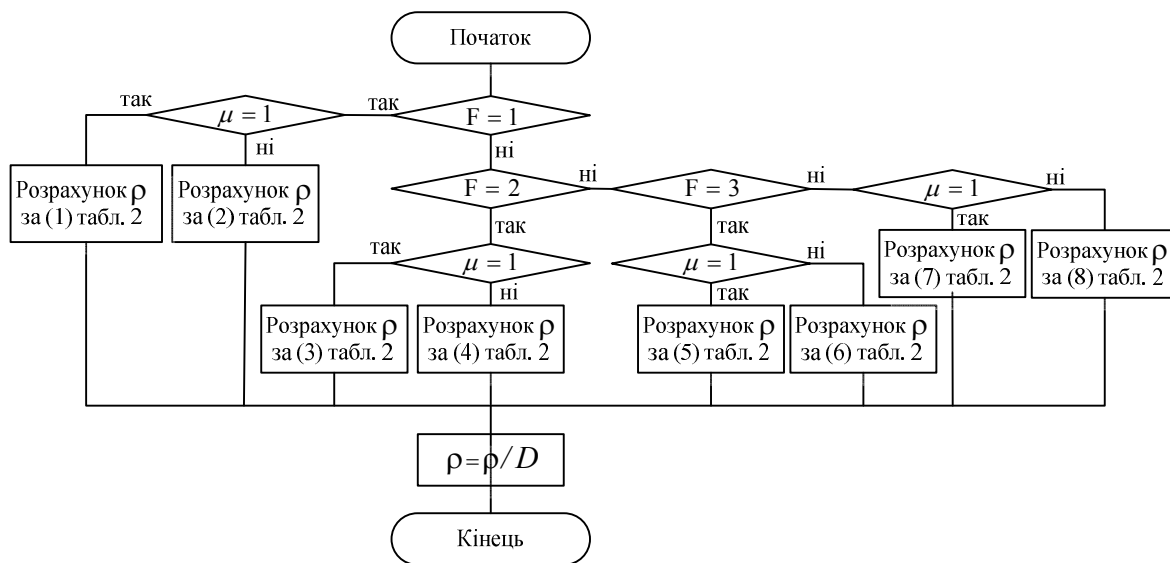 Початок
так
μ = 1
так
F = 1
ні
ні
Розрахунок ρ
за (1) табл. 2
Розрахунок ρ
за (2) табл. 2
F = 2
ні
F = 3
ні
μ = 1
ні
так
так
так
Розрахунок ρ
за (7) табл. 2
Розрахунок ρ
за (8) табл. 2
так
μ = 1
ні
μ = 1
ні
так
Розрахунок ρ
за (3) табл. 2
Розрахунок ρ
за (4) табл. 2
Розрахунок ρ
за (5) табл. 2
Розрахунок ρ
за (6) табл. 2
ρ=ρ/D
Кінець